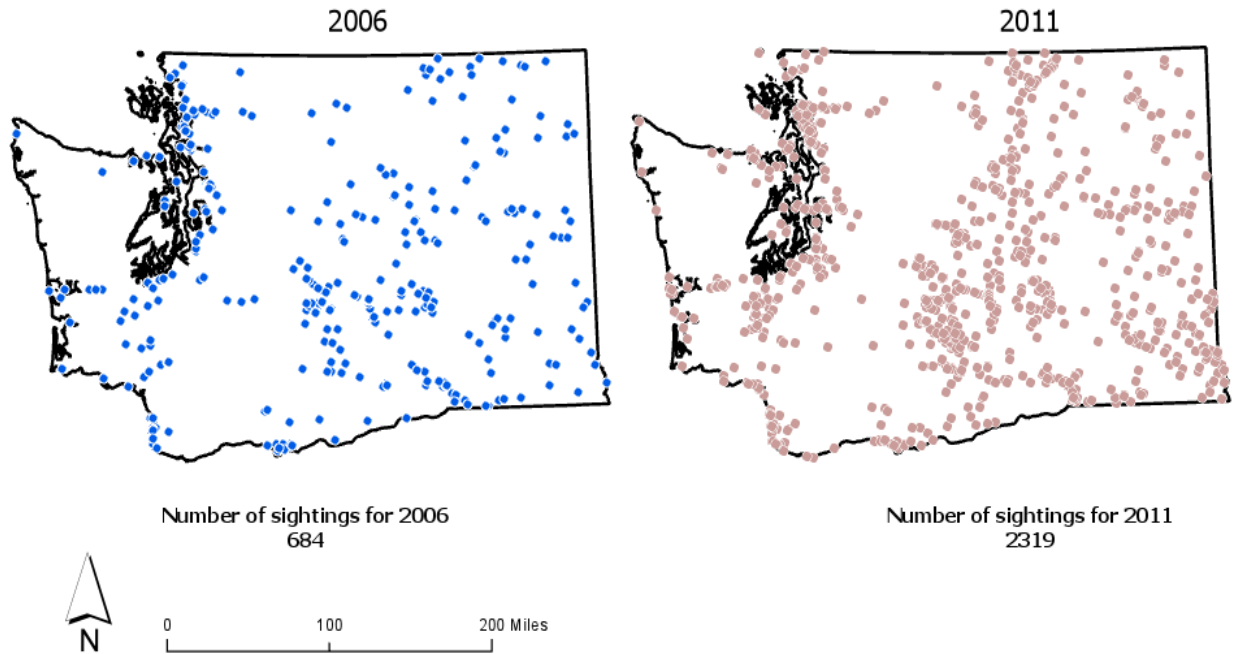 2006
2011
Number of sightings for 2006
684
Number of sightings for 2011
2319
N
0 100 200 Miles